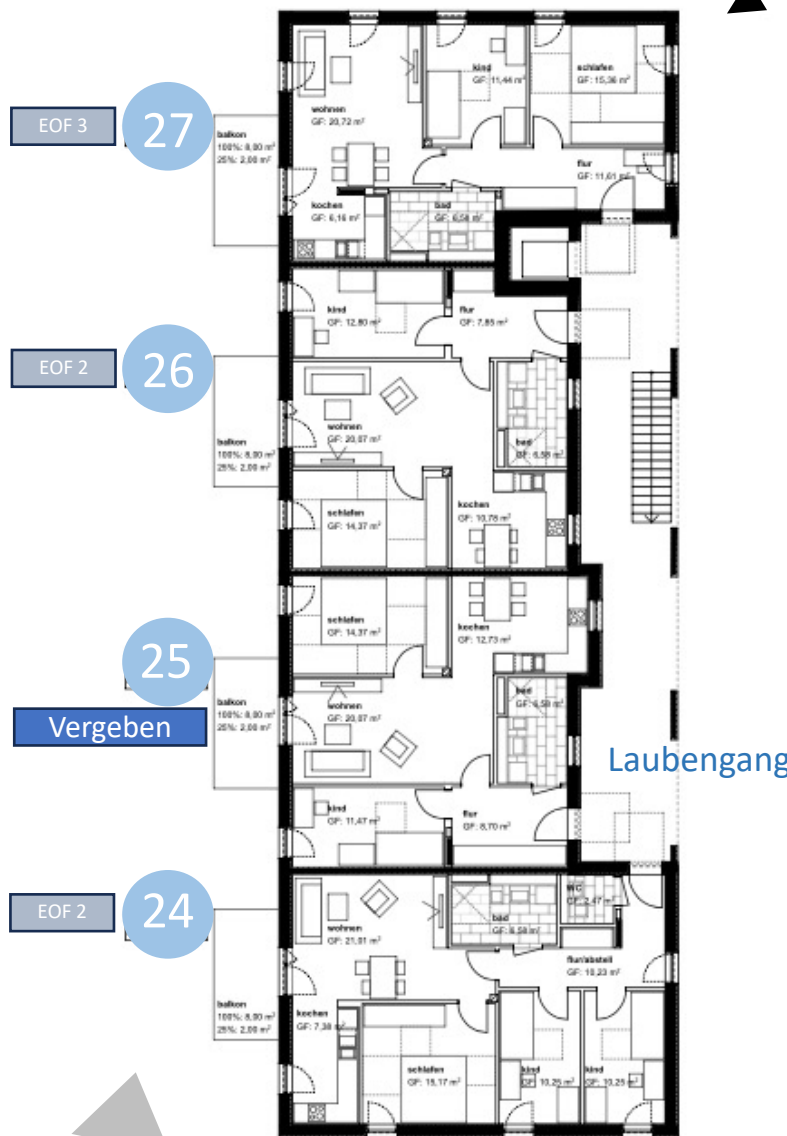 EOF 3
27
balkon
100%: 8,00 m²
25%: 2,00 m²
wohnen
GF: 20,72 m²
kind
GF: 11,44 m²
schlafen
GF: 15,36 m²
flur
GF: 11,61 m²
kochen
GF: 6,16 m²
bad
GF: 6,58 m²
EOF 2
26
balkon
100%: 8,00 m²
25%: 2,00 m²
kind
GF: 12,80 m²
flur
GF: 7,85 m²
wohnen
GF: 20,07 m²
bad
GF: 6,58 m²
schlafen
GF: 14,37 m²
kochen
GF: 10,78 m²
25
Vergeben
balkon
100%: 8,00 m²
25%: 2,00 m²
schlafen
GF: 14,37 m²
kochen
GF: 12,73 m²
wohnen
GF: 20,07 m²
bad
GF: 6,58 m²
kind
GF: 11,47 m²
flur
GF: 8,70 m²
Laubengang
EOF 2
24
balkon
100%: 8,00 m²
25%: 2,00 m²
wohnen
GF: 21,01 m²
bad
GF: 6,58 m²
WC
GF: 2,47 m²
flur/abstell
GF: 10,23 m²
kochen
GF: 7,38 m²
schlafen
GF: 15,17 m²
kind
GF: 10,25 m²
kind
GF: 10,25 m²